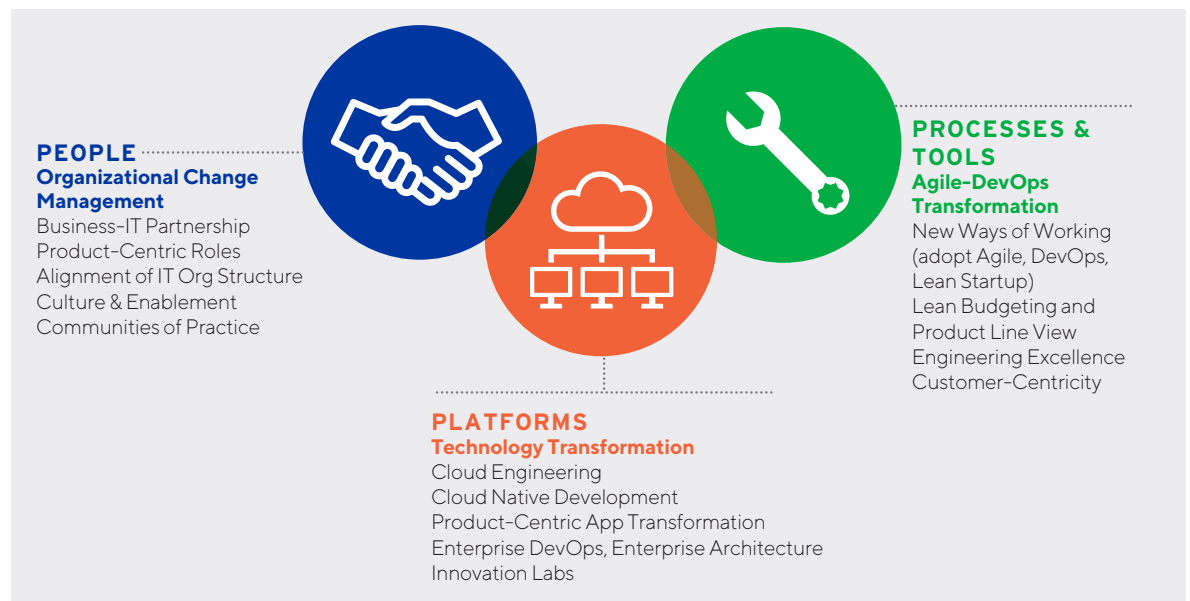 PEOPLE
Organizational Change
Management
Business-IT Partnership
Product-Centric Roles
Alignment of IT Org Structure
Culture & Enablement
Communities of Practice
PLATFORMS
Technology Transformation
Cloud Engineering
Cloud Native Development
Product-Centric App Transformation
Enterprise DevOps, Enterprise Architecture
Innovation Labs
PROCESSES &
TOOLS
Agile-DevOps
Transformation
New Ways of Working
(adopt Agile, DevOps,
Lean Startup)
Lean Budgeting and
Product Line View
Engineering Excellence
Customer-Centricity